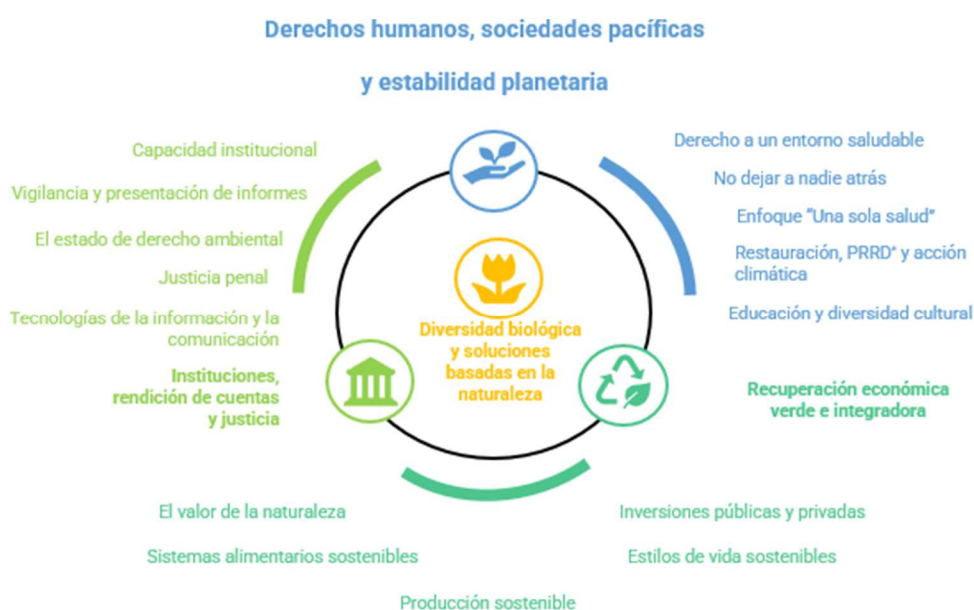 Derechos humanos, sociedades pacíficas
y estabilidad planetaria
Capacidad institucional
Vigilancia y presentación de informes
El estado de derecho ambiental
Justicia penal
Tecnologías de la información y la
comunicación
Instituciones,
rendición de cuentas
y justicia
Derecho a un entorno saludable
No dejar a nadie atrás
Enfoque "Una sola salud"
Restauración, PRRD* y acción
climática
Educación y diversidad cultural
Diversidad biológica
y soluciones
basadas en la
naturaleza
Recuperación económica
verde e integradora
El valor de la naturaleza
Inversiones públicas y privadas
Sistemas alimentarios sostenibles
Estilos de vida sostenibles
Producción sostenible